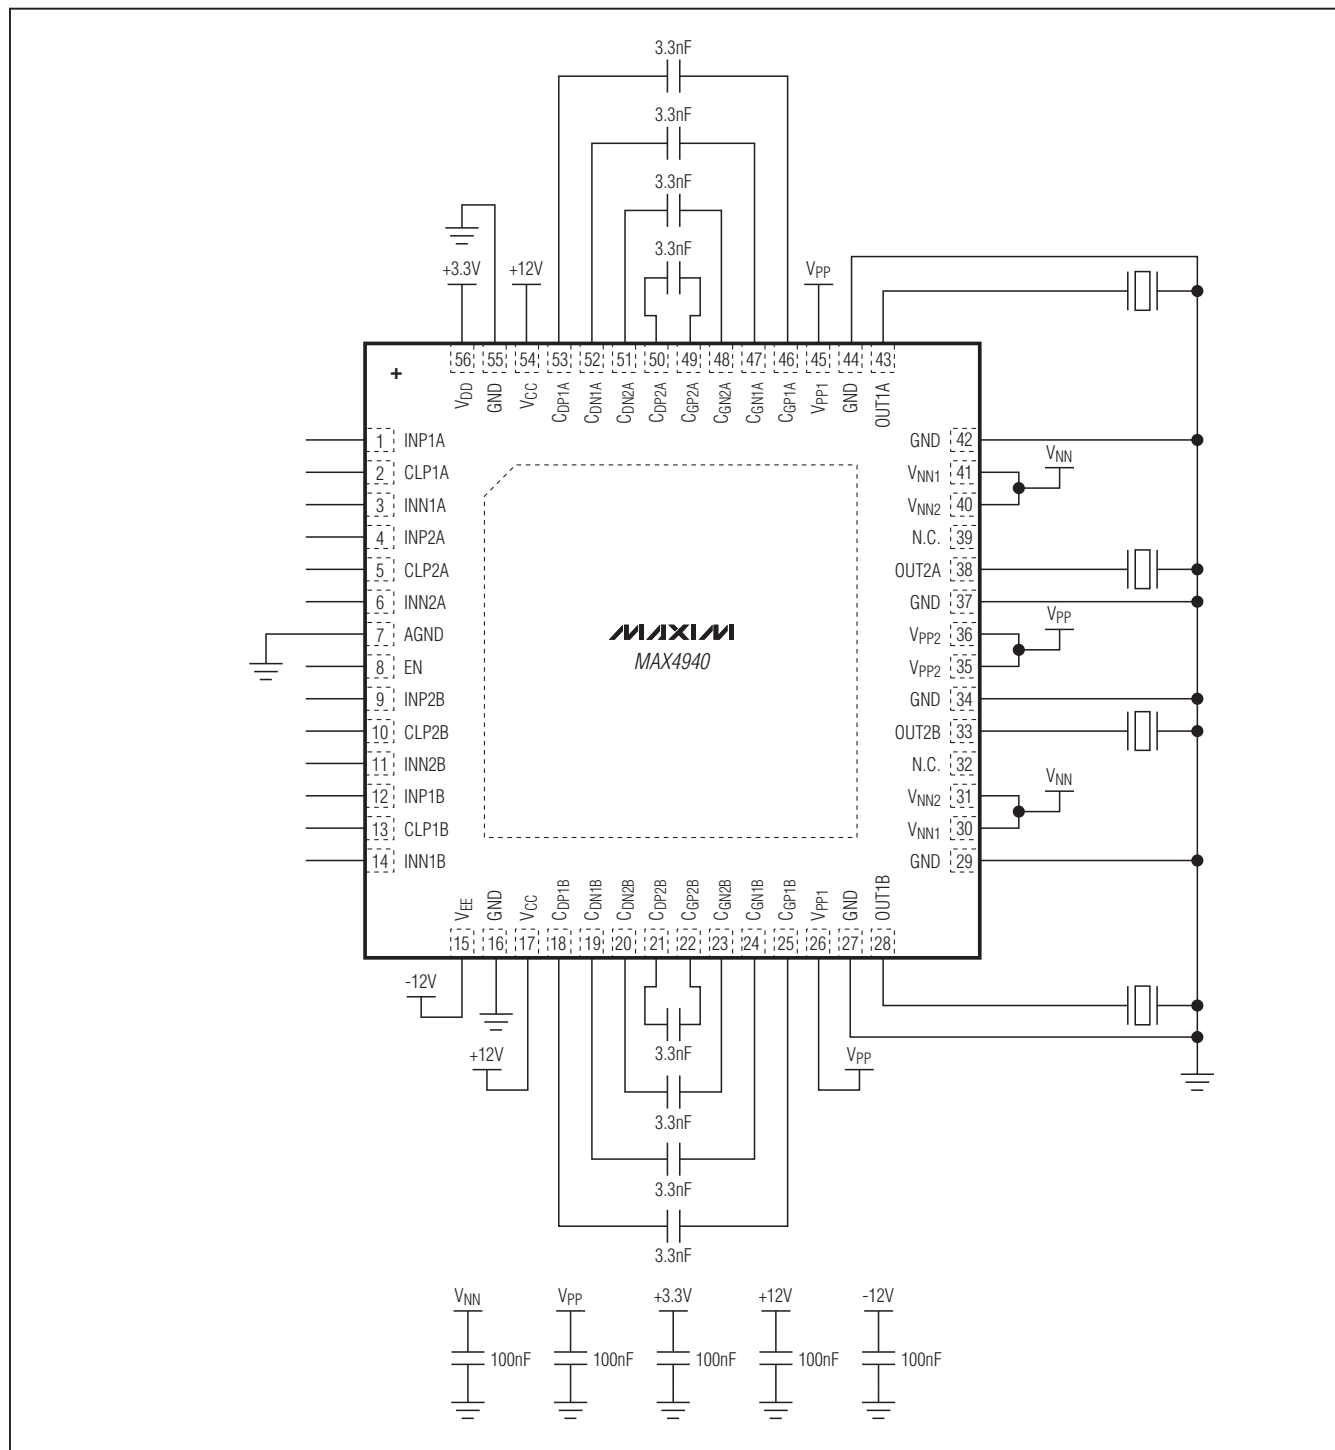 3.3nF
3.3nF
3.3nF
3.3nF
+3.3V
+12V
VPP
56 55 54 53 52 51 50 49 48 47 46 45 44 43
+
VDD GND VCC CDP1A CDN1A CDN2A CDP2A CGP2A CGN2A CGN1A CGP1A VPP1 GND OUT1A
1 INP1A
2 CLP1A
3 INN1A
4 INP2A
5 CLP2A
6 INN2A
7 AGND
8 EN
9 INP2B
10 CLP2B
11 INN2B
12 INP1B
13 CLP1B
14 INN1B
MAXIM
MAX4940
GND 42
VNN1 41
VNN
VNN2 40
N.C. 39
OUT2A 38
GND 37
VPP2 36
VPP
VPP2 35
GND 34
OUT2B 33
N.C. 32
VNN
VNN2 31
VNN1 30
GND 29
VEE GND VCC CDP1B CDN1B CDN2B CDP2B CGP2B CGN2B CGN1B CGP1B VPP1 GND OUT1B
15 16 17 18 19 20 21 22 23 24 25 26 27 28
-12V
+12V
VPP
3.3nF
3.3nF
3.3nF
3.3nF
VNN
VPP
+3.3V
+12V
-12V
100nF
100nF
100nF
100nF
100nF